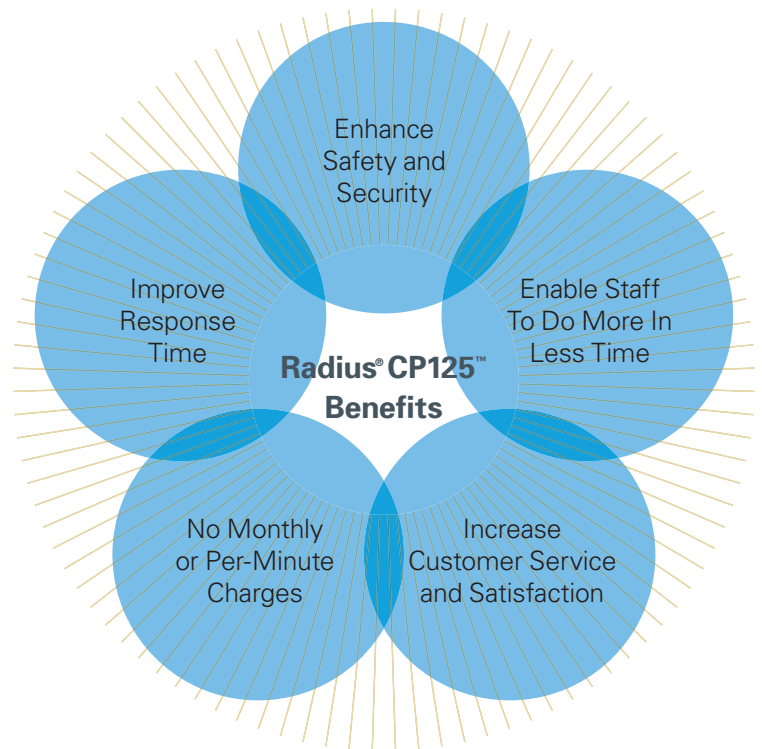 Enhance
Safety and
Security
Improve
Response
Time
Enable Staff
To Do More In
Less Time
Radius® CP125™
Benefits
No Monthly
or Per-Minute
Charges
Increase
Customer Service
and Satisfaction